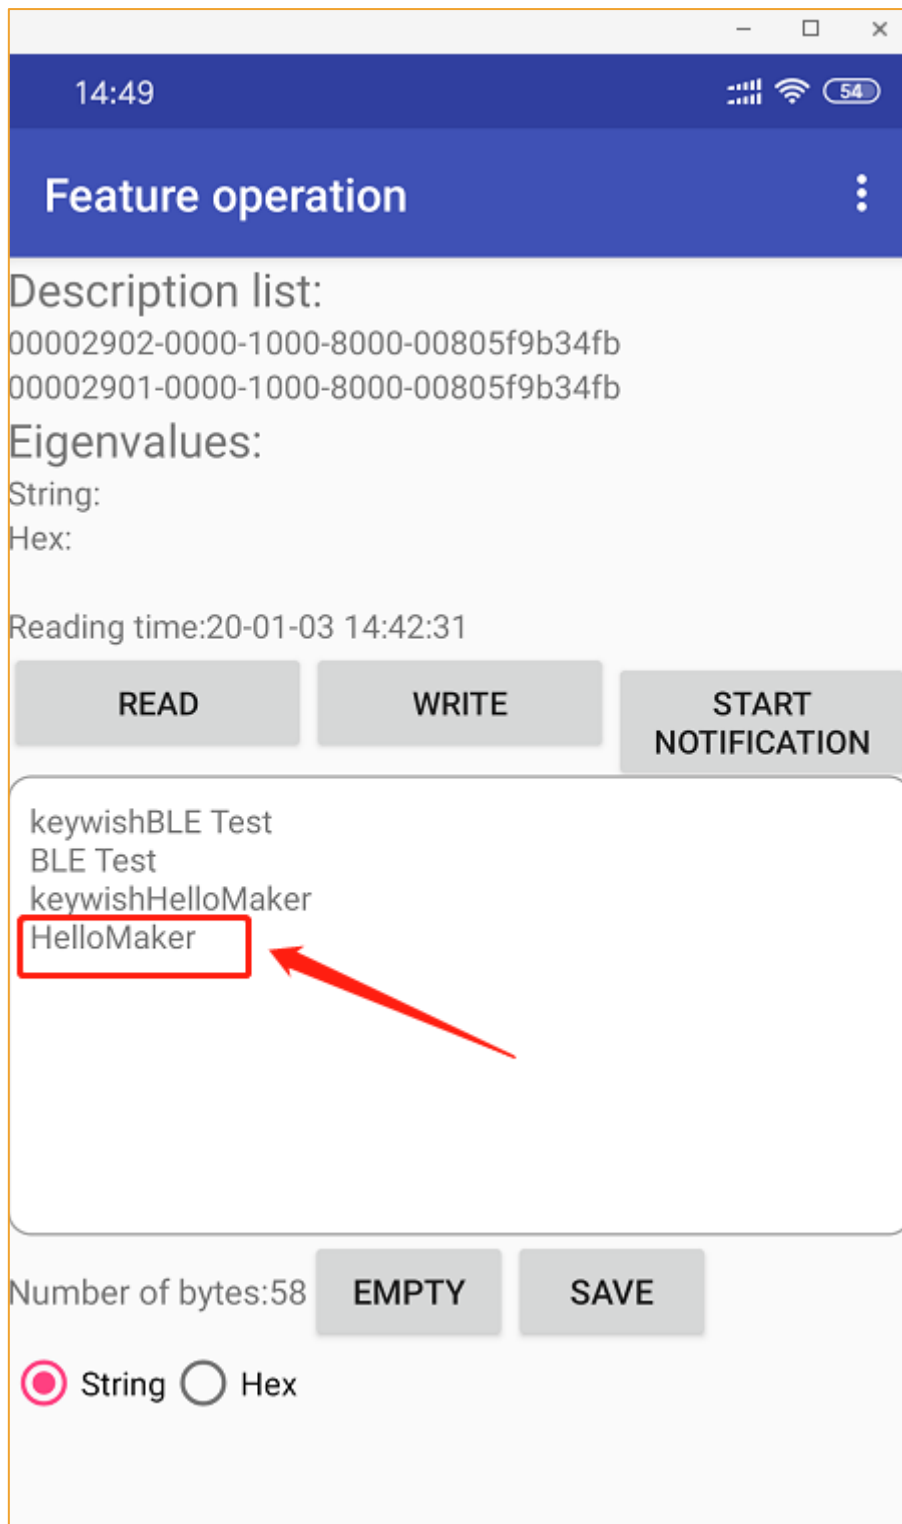 14:49
54
Feature operation
Description list:
00002902-0000-1000-8000-00805f9b34fb
00002901-0000-1000-8000-00805f9b34fb
Eigenvalues:
String:
Hex:
Reading time:20-01-03 14:42:31
READ
WRITE
START
NOTIFICATION
keywishBLE Test
BLE Test
keywishHelloMaker
HelloMaker
Number of bytes:58
EMPTY
SAVE
String
Hex